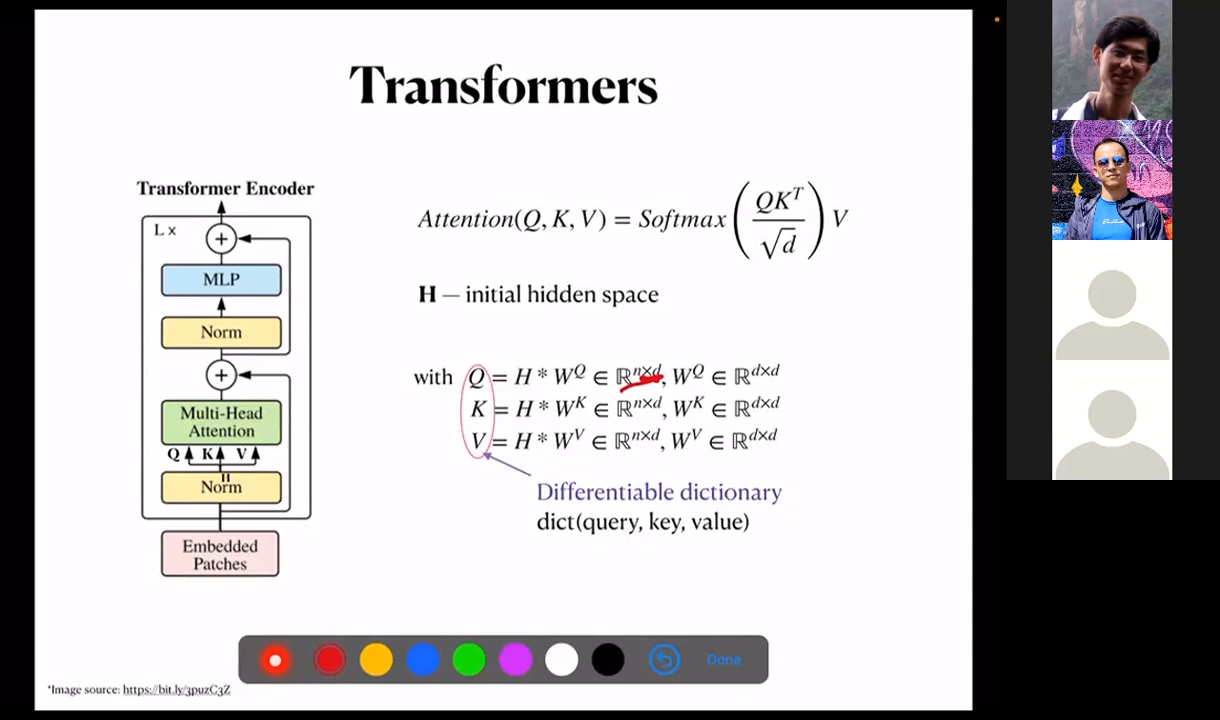 Transformers
Transformer Encoder
L ×
+
MLP
Norm
+
Multi-Head
Attention
Q K V
H
Norm
Embedded
Patches
Attention(Q, K, V) = Softmax (QK^T / √d) V
H — initial hidden space
with Q = H * W^Q ∈ ℝ^{n×d}, W^Q ∈ ℝ^{d×d}
K = H * W^K ∈ ℝ^{n×d}, W^K ∈ ℝ^{d×d}
V = H * W^V ∈ ℝ^{n×d}, W^V ∈ ℝ^{d×d}
Differentiable dictionary
dict(query, key, value)
Done
*Image source: https://bit.ly/3puzC3Z